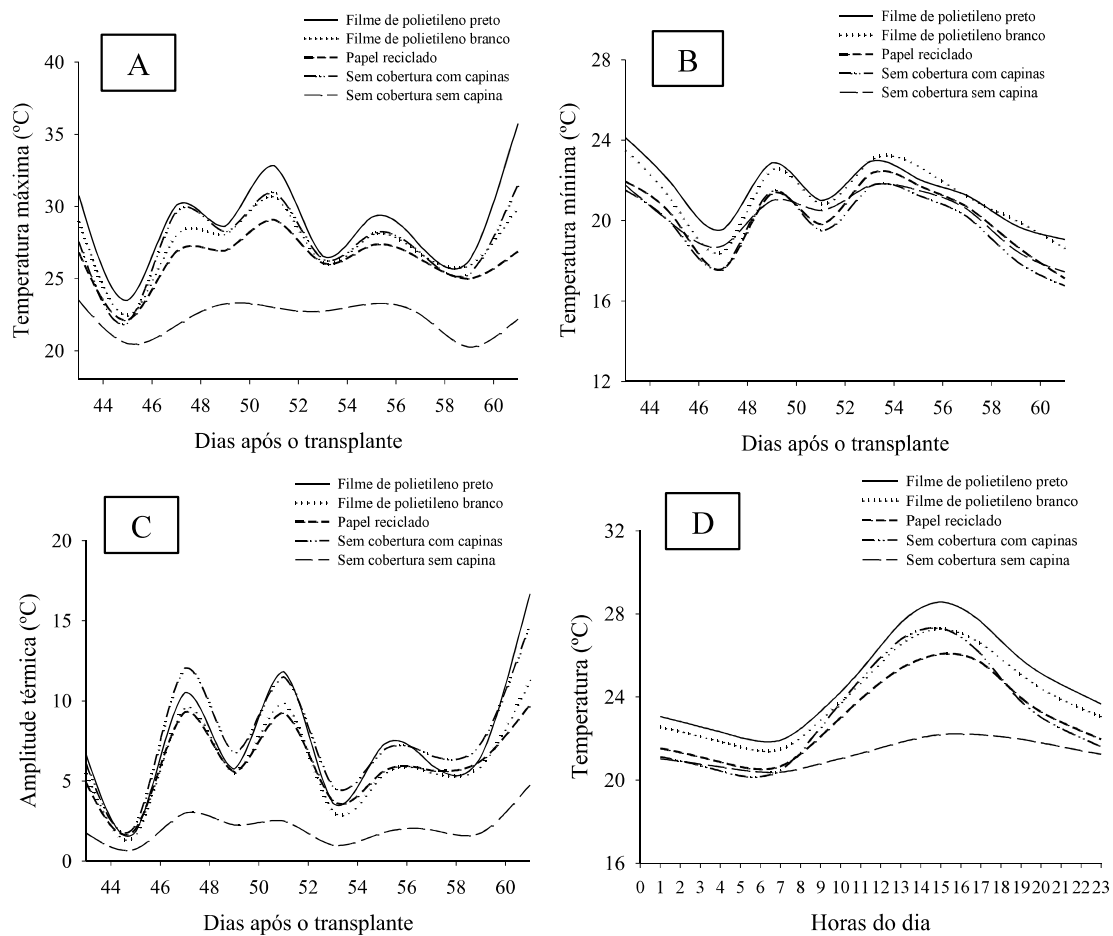 Filme de polietileno preto
Filme de polietileno branco
Papel reciclado
Sem cobertura com capinas
Sem cobertura sem capina
A
Temperatura máxima (ºC)
40
35
30
25
20
44 46 48 50 52 54 56 58 60
Dias após o transplante
Filme de polietileno preto
Filme de polietileno branco
Papel reciclado
Sem cobertura com capinas
Sem cobertura sem capina
B
Temperatura mínima (ºC)
28
24
20
16
12
44 46 48 50 52 54 56 58 60
Dias após o transplante
Filme de polietileno preto
Filme de polietileno branco
Papel reciclado
Sem cobertura com capinas
Sem cobertura sem capina
C
Amplitude térmica (ºC)
20
15
10
5
0
44 46 48 50 52 54 56 58 60
Dias após o transplante
Filme de polietileno preto
Filme de polietileno branco
Papel reciclado
Sem cobertura com capinas
Sem cobertura sem capina
D
Temperatura (ºC)
32
28
24
20
16
0 1 2 3 4 5 6 7 8 9 10 11 12 13 14 15 16 17 18 19 20 21 22 23
Horas do dia